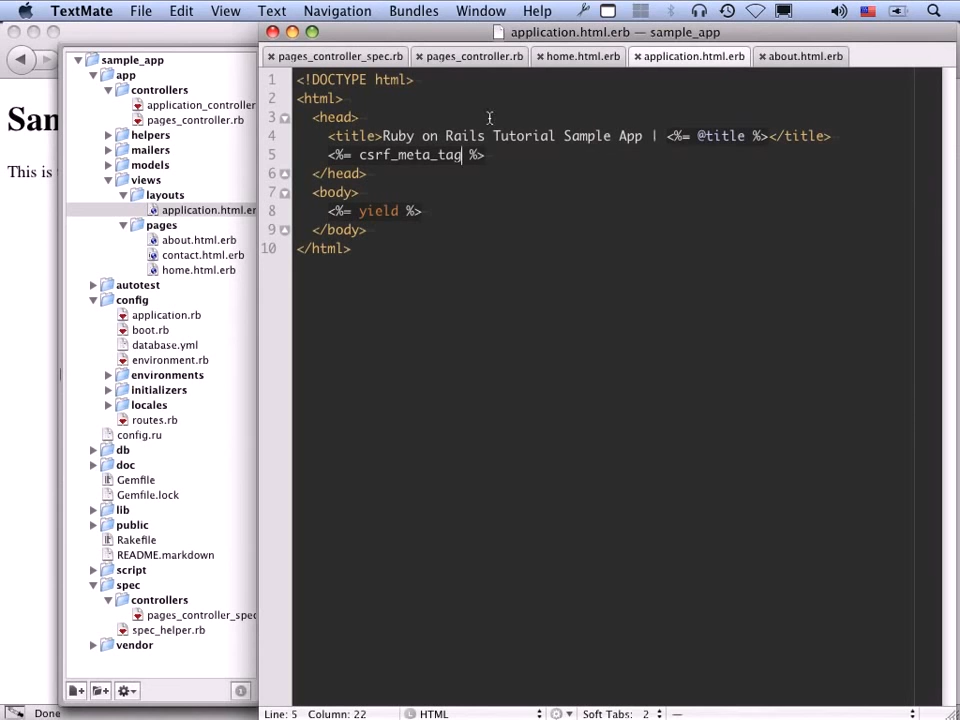 TextMate File Edit View Text Navigation Bundles Window Help
application.html.erb — sample_app
pages_controller_spec.rb pages_controller.rb home.html.erb application.html.erb about.html.erb
San
This is
sample_app
app
controllers
application_controller
pages_controller.rb
helpers
mailers
models
views
layouts
application.html.er
pages
about.html.erb
contact.html.erb
home.html.erb
autotest
config
application.rb
boot.rb
database.yml
environment.rb
environments
initializers
locales
routes.rb
config.ru
db
doc
Gemfile
Gemfile.lock
lib
public
Rakefile
README.markdown
script
spec
controllers
pages_controller_spec
spec_helper.rb
vendor
1 <!DOCTYPE html>
2 <html>
3 <head>
4 <title>Ruby on Rails Tutorial Sample App | <%= @title %></title>
5 <%= csrf_meta_tag %>
6 </head>
7 <body>
8 <%= yield %>
9 </body>
10 </html>
Done
Line: 5 Column: 22 HTML Soft Tabs: 2 —